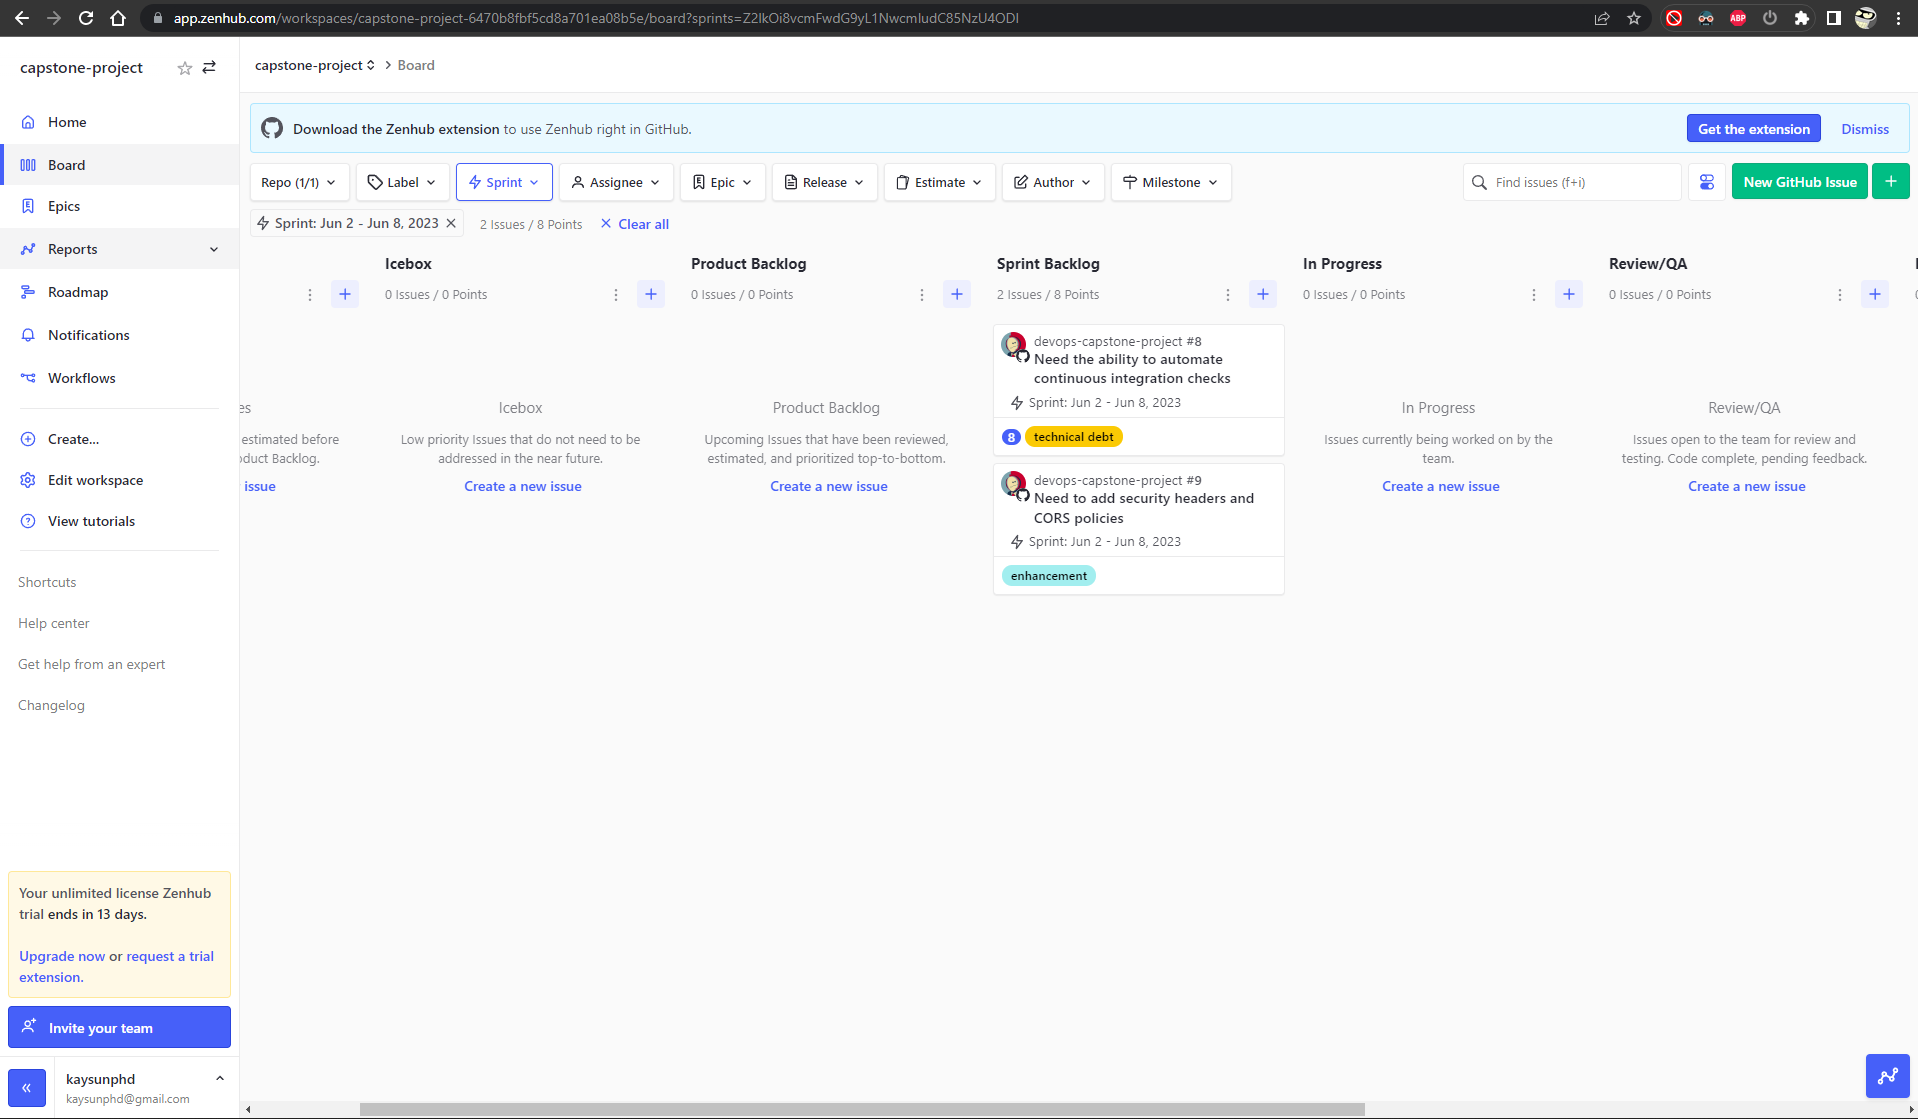 app.zenhub.com/workspaces/capstone-project-6470b8fbf5cd8a701ea08b5e/board?sprints=Z2lkOi8vcmFwdG9yL1NwcmludC85NzU4ODI
ABP
capstone-project
capstone-project > Board
Home
Board
Epics
Reports
Roadmap
Notifications
Workflows
Create...
Edit workspace
View tutorials
Shortcuts
Help center
Get help from an expert
Changelog
Your unlimited license Zenhub
trial ends in 13 days.
Upgrade now or request a trial
extension.
Invite your team
kaysunphd
kaysunphd@gmail.com
Download the Zenhub extension to use Zenhub right in GitHub.
Get the extension
Dismiss
Repo (1/1)
Label
Sprint
Assignee
Epic
Release
Estimate
Author
Milestone
Find issues (f+i)
New GitHub Issue
Sprint: Jun 2 - Jun 8, 2023
2 Issues / 8 Points
Clear all
es
estimated before
duct Backlog.
issue
Icebox
0 Issues / 0 Points
Icebox
Low priority Issues that do not need to be
addressed in the near future.
Create a new issue
Product Backlog
0 Issues / 0 Points
Product Backlog
Upcoming Issues that have been reviewed,
estimated, and prioritized top-to-bottom.
Create a new issue
Sprint Backlog
2 Issues / 8 Points
devops-capstone-project #8
Need the ability to automate
continuous integration checks
Sprint: Jun 2 - Jun 8, 2023
8 technical debt
devops-capstone-project #9
Need to add security headers and
CORS policies
Sprint: Jun 2 - Jun 8, 2023
enhancement
In Progress
0 Issues / 0 Points
In Progress
Issues currently being worked on by the
team.
Create a new issue
Review/QA
0 Issues / 0 Points
Review/QA
Issues open to the team for review and
testing. Code complete, pending feedback.
Create a new issue